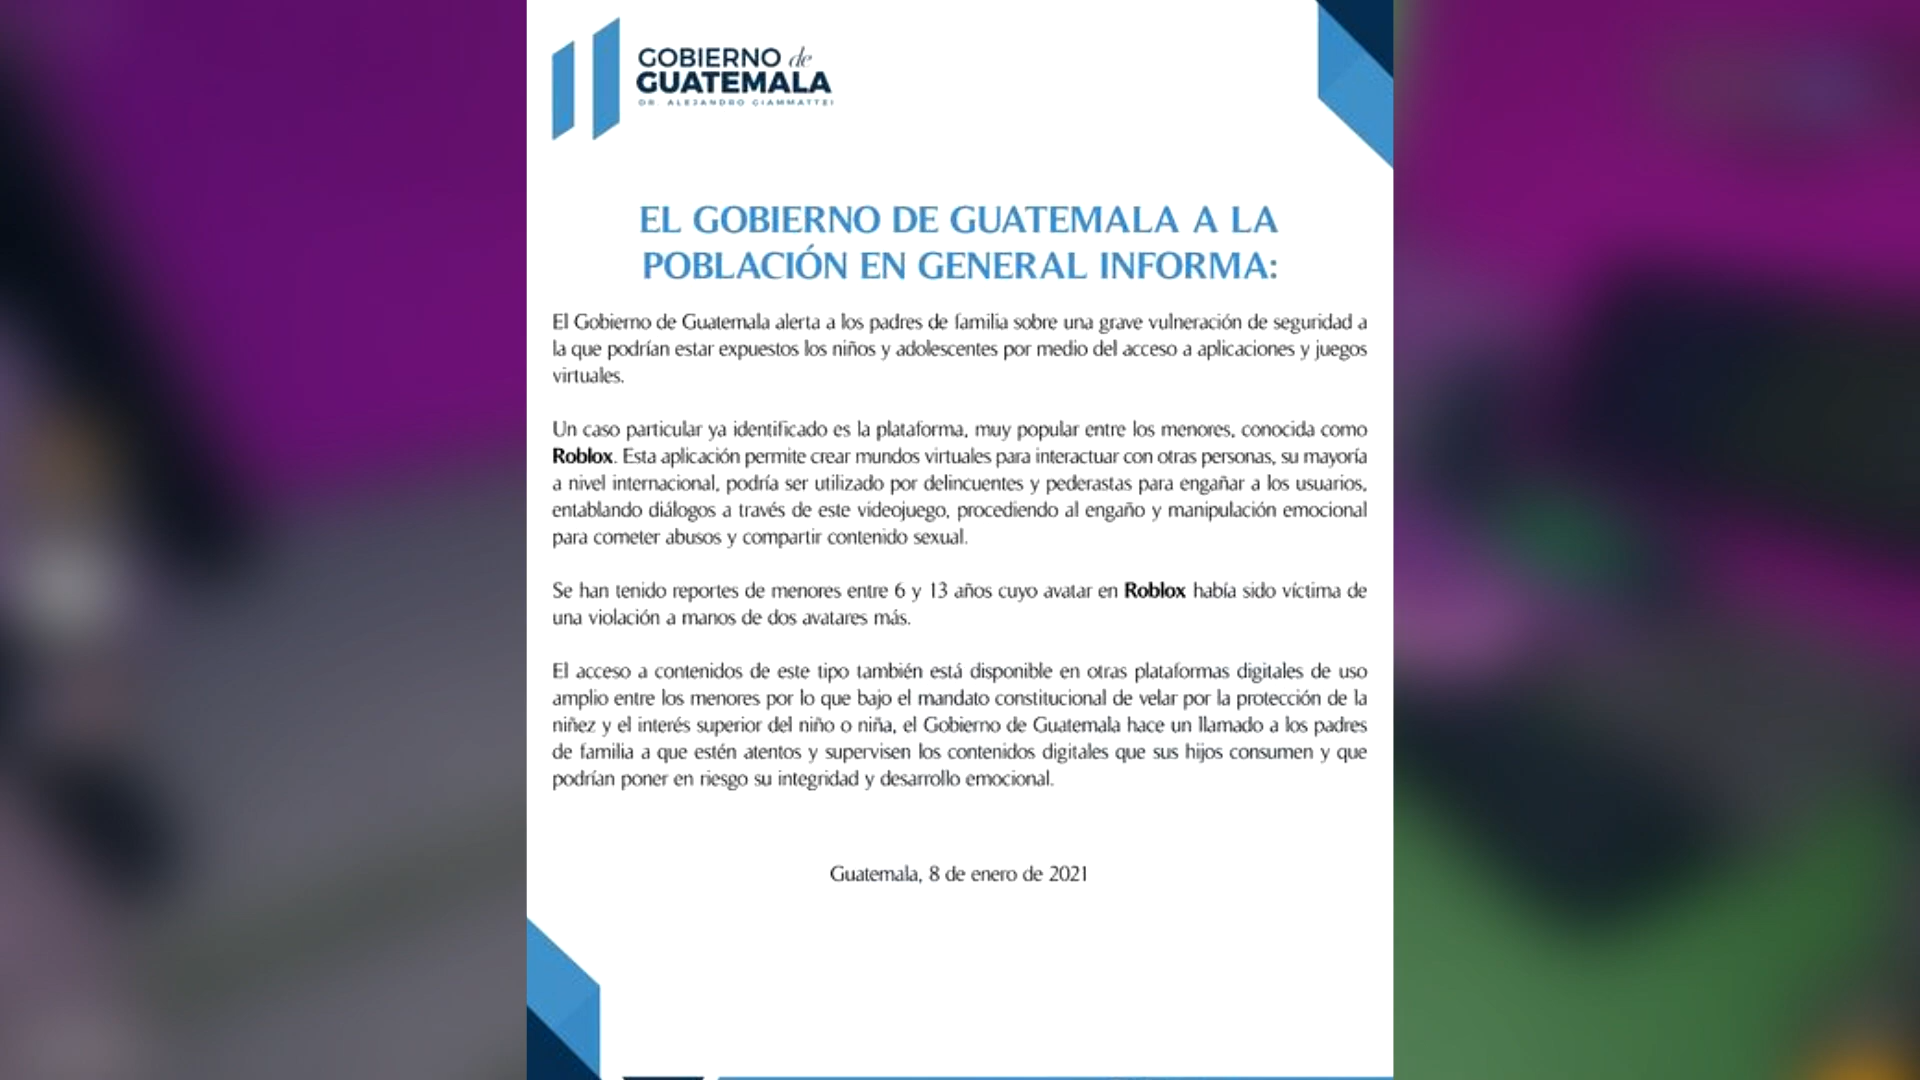 GOBIERNO de
GUATEMALA
DR. ALEJANDRO GIAMMATTEI
EL GOBIERNO DE GUATEMALA A LA
POBLACIÓN EN GENERAL INFORMA:
El Gobierno de Guatemala alerta a los padres de familia sobre una grave vulneración de seguridad a
la que podrían estar expuestos los niños y adolescentes por medio del acceso a aplicaciones y juegos
virtuales.
Un caso particular ya identificado es la plataforma, muy popular entre los menores, conocida como
Roblox. Esta aplicación permite crear mundos virtuales para interactuar con otras personas, su mayoría
a nivel internacional, podría ser utilizado por delincuentes y pederastas para engañar a los usuarios,
entablando diálogos a través de este videojuego, procediendo al engaño y manipulación emocional
para cometer abusos y compartir contenido sexual.
Se han tenido reportes de menores entre 6 y 13 años cuyo avatar en Roblox había sido víctima de
una violación a manos de dos avatares más.
El acceso a contenidos de este tipo también está disponible en otras plataformas digitales de uso
amplio entre los menores por lo que bajo el mandato constitucional de velar por la protección de la
niñez y el interés superior del niño o niña, el Gobierno de Guatemala hace un llamado a los padres
de familia a que estén atentos y supervisen los contenidos digitales que sus hijos consumen y que
podrían poner en riesgo su integridad y desarrollo emocional.
Guatemala, 8 de enero de 2021